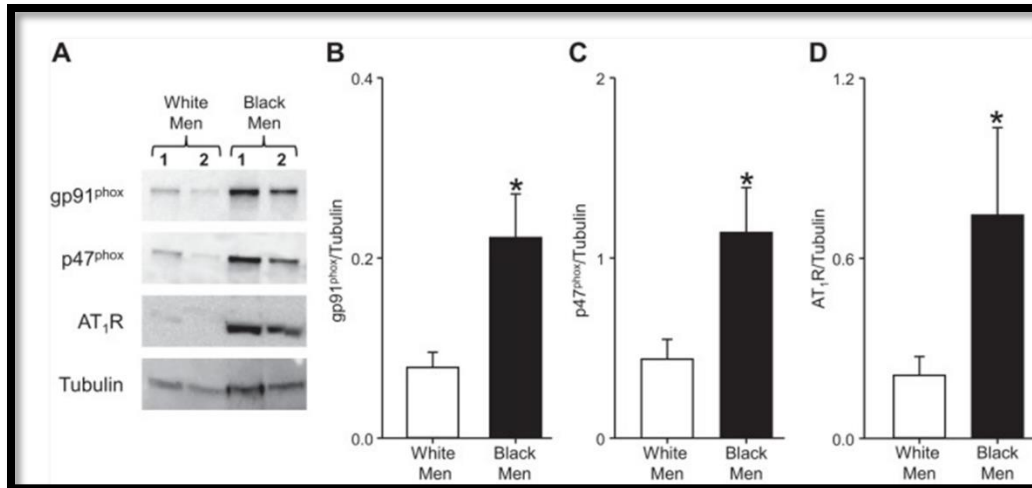 A
White
Men
Black
Men
1 2 1 2
gp91phox
p47phox
AT1R
Tubulin
B
0.4
0.2
0.0
gp91phox/Tubulin
*
White
Men
Black
Men
C
2
1
0
p47phox/Tubulin
*
White
Men
Black
Men
D
1.2
0.6
0.0
AT1R/Tubulin
*
White
Men
Black
Men